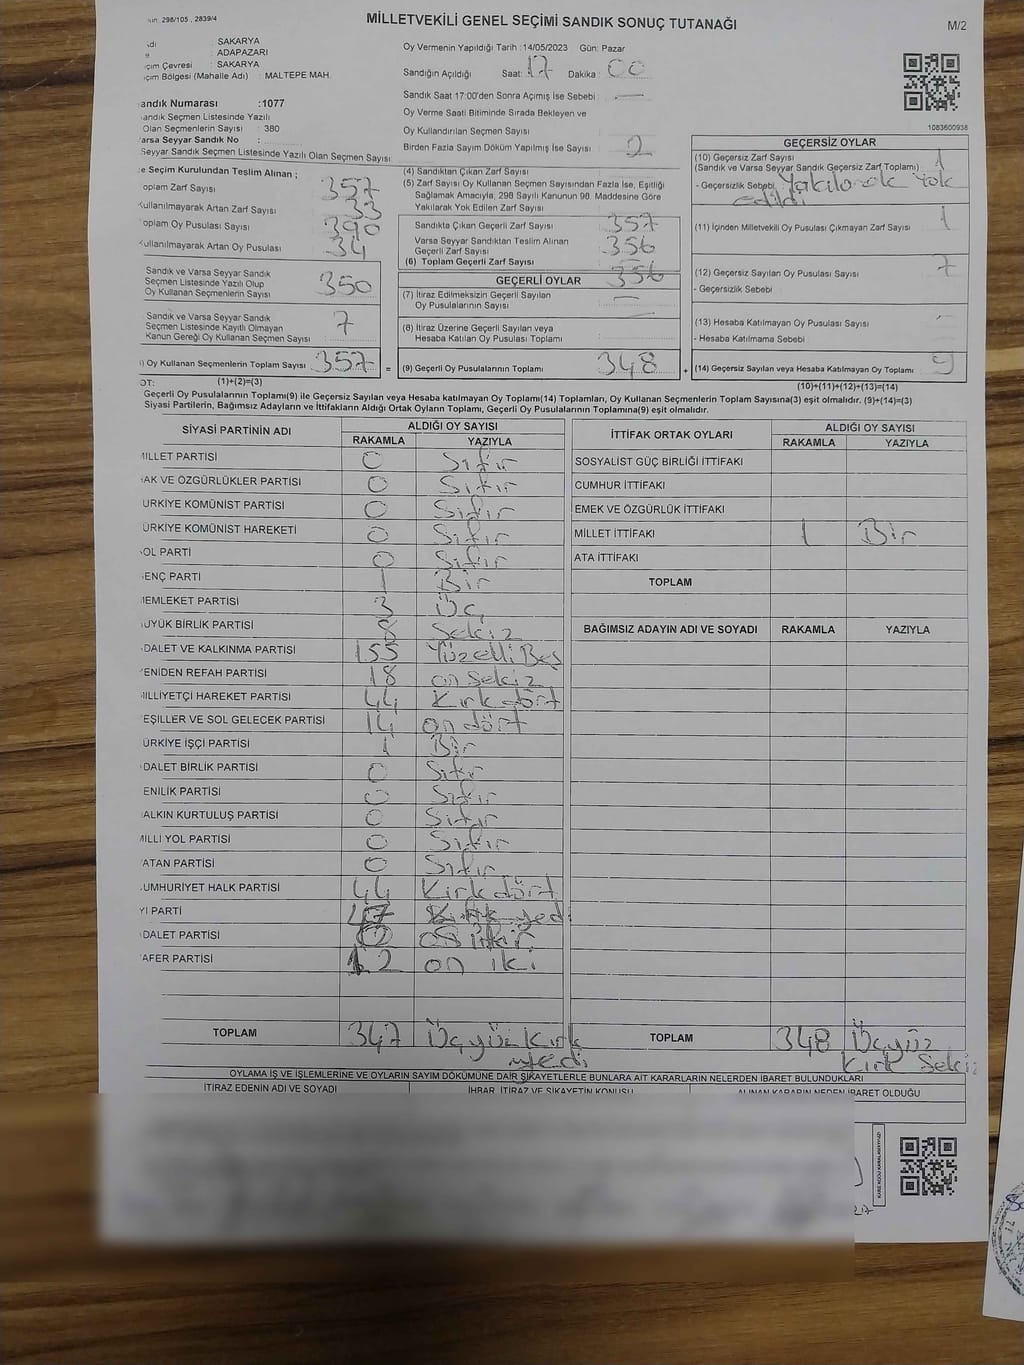 298/105 , 2839/4
MİLLETVEKİLİ GENEL SEÇİMİ SANDIK SONUÇ TUTANAĞI
M/2
: SAKARYA
: ADAPAZARI
çim Çevresi : SAKARYA
çim Bölgesi (Mahalle Adı) : MALTEPE MAH.
Oy Vermenin Yapıldığı Tarih :14/05/2023 Gün: Pazar
Sandığın Açıldığı Saat: 17 Dakika : 00
Sandık Saat 17:00'den Sonra Açımış İse Sebebi : —
Oy Verme Saati Bitiminde Sırada Bekleyen ve
Oy Kullandırılan Seçmen Sayısı
Birden Fazla Sayım Döküm Yapılmış İse Sayısı : 2
1083600938
andık Numarası :1077
andık Seçmen Listesinde Yazılı
Olan Seçmenlerin Sayısı : 380
arsa Seyyar Sandık No :
Seyyar Sandık Seçmen Listesinde Yazılı Olan Seçmen Sayısı:
e Seçim Kurulundan Teslim Alınan ;
oplam Zarf Sayısı 357
ullanılmayarak Artan Zarf Sayısı 33
oplam Oy Pusulası Sayısı 390
ullanılmayarak Artan Oy Pusulası 34
Sandık ve Varsa Seyyar Sandık
Seçmen Listesinde Yazılı Olup
Oy Kullanan Seçmenlerin Sayısı 350
Sandık ve Varsa Seyyar Sandık
Seçmen Listesinde Kayıtlı Olmayan
Kanun Gereği Oy Kullanan Seçmen Sayısı 7
) Oy Kullanan Seçmenlerin Toplam Sayısı 357 =
(1)+(2)=(3)
(4) Sandıktan Çıkan Zarf Sayısı :
(5) Zarf Sayısı Oy Kullanan Seçmen Sayısından Fazla İse, Eşitliği
Sağlamak Amacıyla, 298 Sayılı Kanunun 98. Maddesine Göre
Yakılarak Yok Edilen Zarf Sayısı
Sandıkta Çıkan Geçerli Zarf Sayısı : 357
Varsa Seyyar Sandıktan Teslim Alınan
Geçerli Zarf Sayısı : 356
(6) Toplam Geçerli Zarf Sayısı
GEÇERLİ OYLAR 356
(7) İtiraz Edilmeksizin Geçerli Sayılan
Oy Pusulalarının Sayısı : —
(8) İtiraz Üzerine Geçerli Sayılan veya
Hesaba Katılan Oy Pusulası Toplamı
(9) Geçerli Oy Pusulalarının Toplamı : 348 +
GEÇERSİZ OYLAR
(10) Geçersiz Zarf Sayısı
(Sandık ve Varsa Seyyar Sandık Geçersiz Zarf Toplamı) : 1
- Geçersizlik Sebebi : Yakılarak Yok
edildi
(11) İçinden Milletvekili Oy Pusulası Çıkmayan Zarf Sayısı : 1
(12) Geçersiz Sayılan Oy Pusulası Sayısı : 7
- Geçersizlik Sebebi :
(13) Hesaba Katılmayan Oy Pusulası Sayısı : -
- Hesaba Katılmama Sebebi :
(14) Geçersiz Sayılan veya Hesaba Katılmayan Oy Toplamı : 9
(10)+(11)+(12)+(13)=(14)
OT:
Geçerli Oy Pusulalarının Toplamı(9) ile Geçersiz Sayılan veya Hesaba katılmayan Oy Toplamı(14) Toplamları, Oy Kullanan Seçmenlerin Toplam Sayısına(3) eşit olmalıdır. (9)+(14)=(3)
Siyasi Partilerin, Bağımsız Adayların ve İttifakların Aldığı Ortak Oyların Toplamı, Geçerli Oy Pusulalarının Toplamına(9) eşit olmalıdır.
SİYASİ PARTİNİN ADI ALDIĞI OY SAYISI
RAKAMLA YAZIYLA
MİLLET PARTİSİ 0 Sıfır
AK VE ÖZGÜRLÜKLER PARTİSİ 0 Sıfır
ÜRKİYE KOMÜNİST PARTİSİ 0 Sıfır
ÜRKİYE KOMÜNİST HAREKETİ 0 Sıfır
OL PARTİ 0 Sıfır
ENÇ PARTİ 1 Bir
EMLEKET PARTİSİ 3 Üç
ÜYÜK BİRLİK PARTİSİ 8 Sekiz
DALET VE KALKINMA PARTİSİ 155 Yüzelli Beş
ENİDEN REFAH PARTİSİ 18 on sekiz
İLLİYETÇİ HAREKET PARTİSİ 44 Kırk dört
EŞİLLER VE SOL GELECEK PARTİSİ 14 on dört
ÜRKİYE İŞÇİ PARTİSİ 1 Bir
DALET BİRLİK PARTİSİ 0 Sıfır
ENİLİK PARTİSİ 0 Sıfır
ALKIN KURTULUŞ PARTİSİ 0 Sıfır
İLLİ YOL PARTİSİ 0 Sıfır
ATAN PARTİSİ 0 Sıfır
UMHURİYET HALK PARTİSİ 44 Kırk dört
Yİ PARTİ 47 Kırk yedi
DALET PARTİSİ 0
AFER PARTİSİ 12 on iki
TOPLAM 347 Üçyüz Kırk
yedi
İTTİFAK ORTAK OYLARI ALDIĞI OY SAYISI
RAKAMLA YAZIYLA
SOSYALİST GÜÇ BİRLİĞİ İTTİFAKI
CUMHUR İTTİFAKI
EMEK VE ÖZGÜRLÜK İTTİFAKI
MİLLET İTTİFAKI 1 Bir
ATA İTTİFAKI
TOPLAM
BAĞIMSIZ ADAYIN ADI VE SOYADI RAKAMLA YAZIYLA
TOPLAM 348 Üçyüz
Kırk Sekiz
OYLAMA İŞ VE İŞLEMLERİNE VE OYLARIN SAYIM DÖKÜMÜNE DAİR ŞİKAYETLERLE BUNLARA AİT KARARLARIN NELERDEN İBARET BULUNDUKLARI
İTİRAZ EDENİN ADI VE SOYADI İHBAR, İTİRAZ VE ŞİKAYETİN KONUSU ALINAN KARARIN NEDEN İBARET OLDUĞU